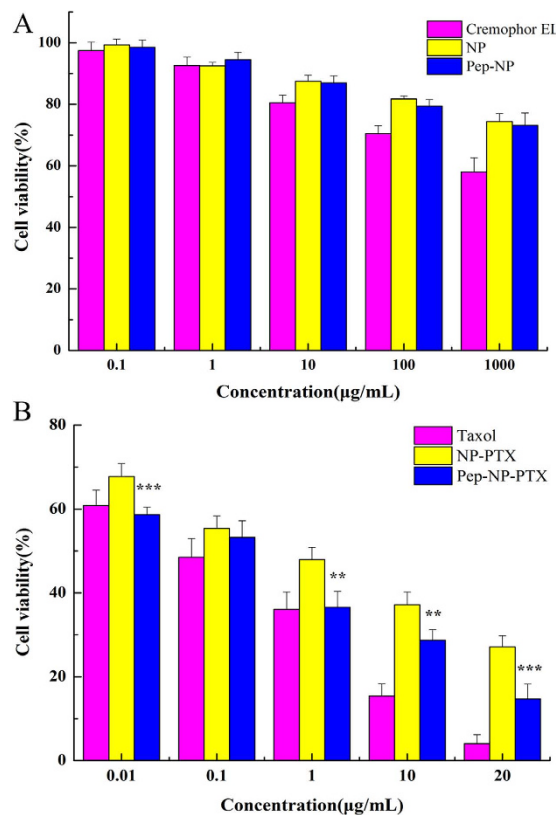 A
Cremophor EL
NP
Pep-NP
100
80
60
40
20
0
Cell viability(%)
0.1 1 10 100 1000
Concentration(μg/mL)
B
Taxol
NP-PTX
Pep-NP-PTX
80
60
40
20
0
Cell viability(%)
***
**
**
***
0.01 0.1 1 10 20
Concentration(μg/mL)